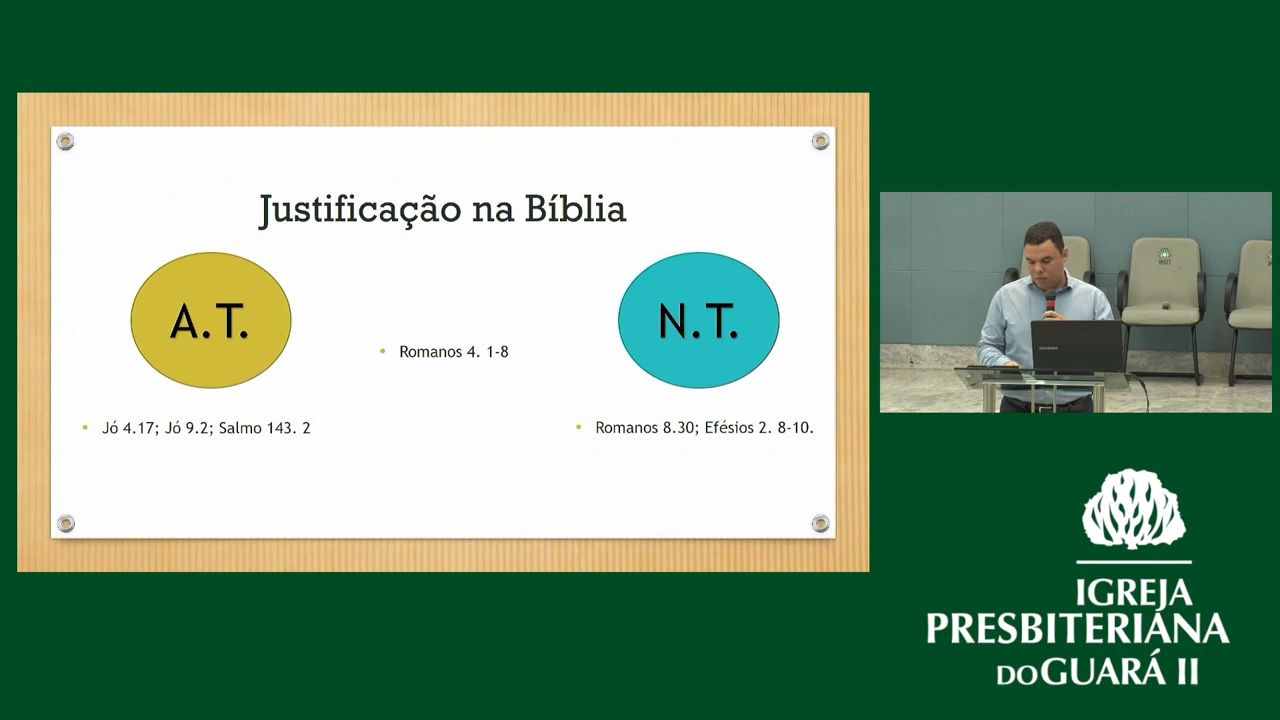 Justificação na Bíblia
A.T.
N.T.
• Romanos 4. 1-8
• Jó 4.17; Jó 9.2; Salmo 143. 2
• Romanos 8.30; Efésios 2. 8-10.
SAMSUNG
IGREJA
PRESBITERIANA
DO GUARÁ II